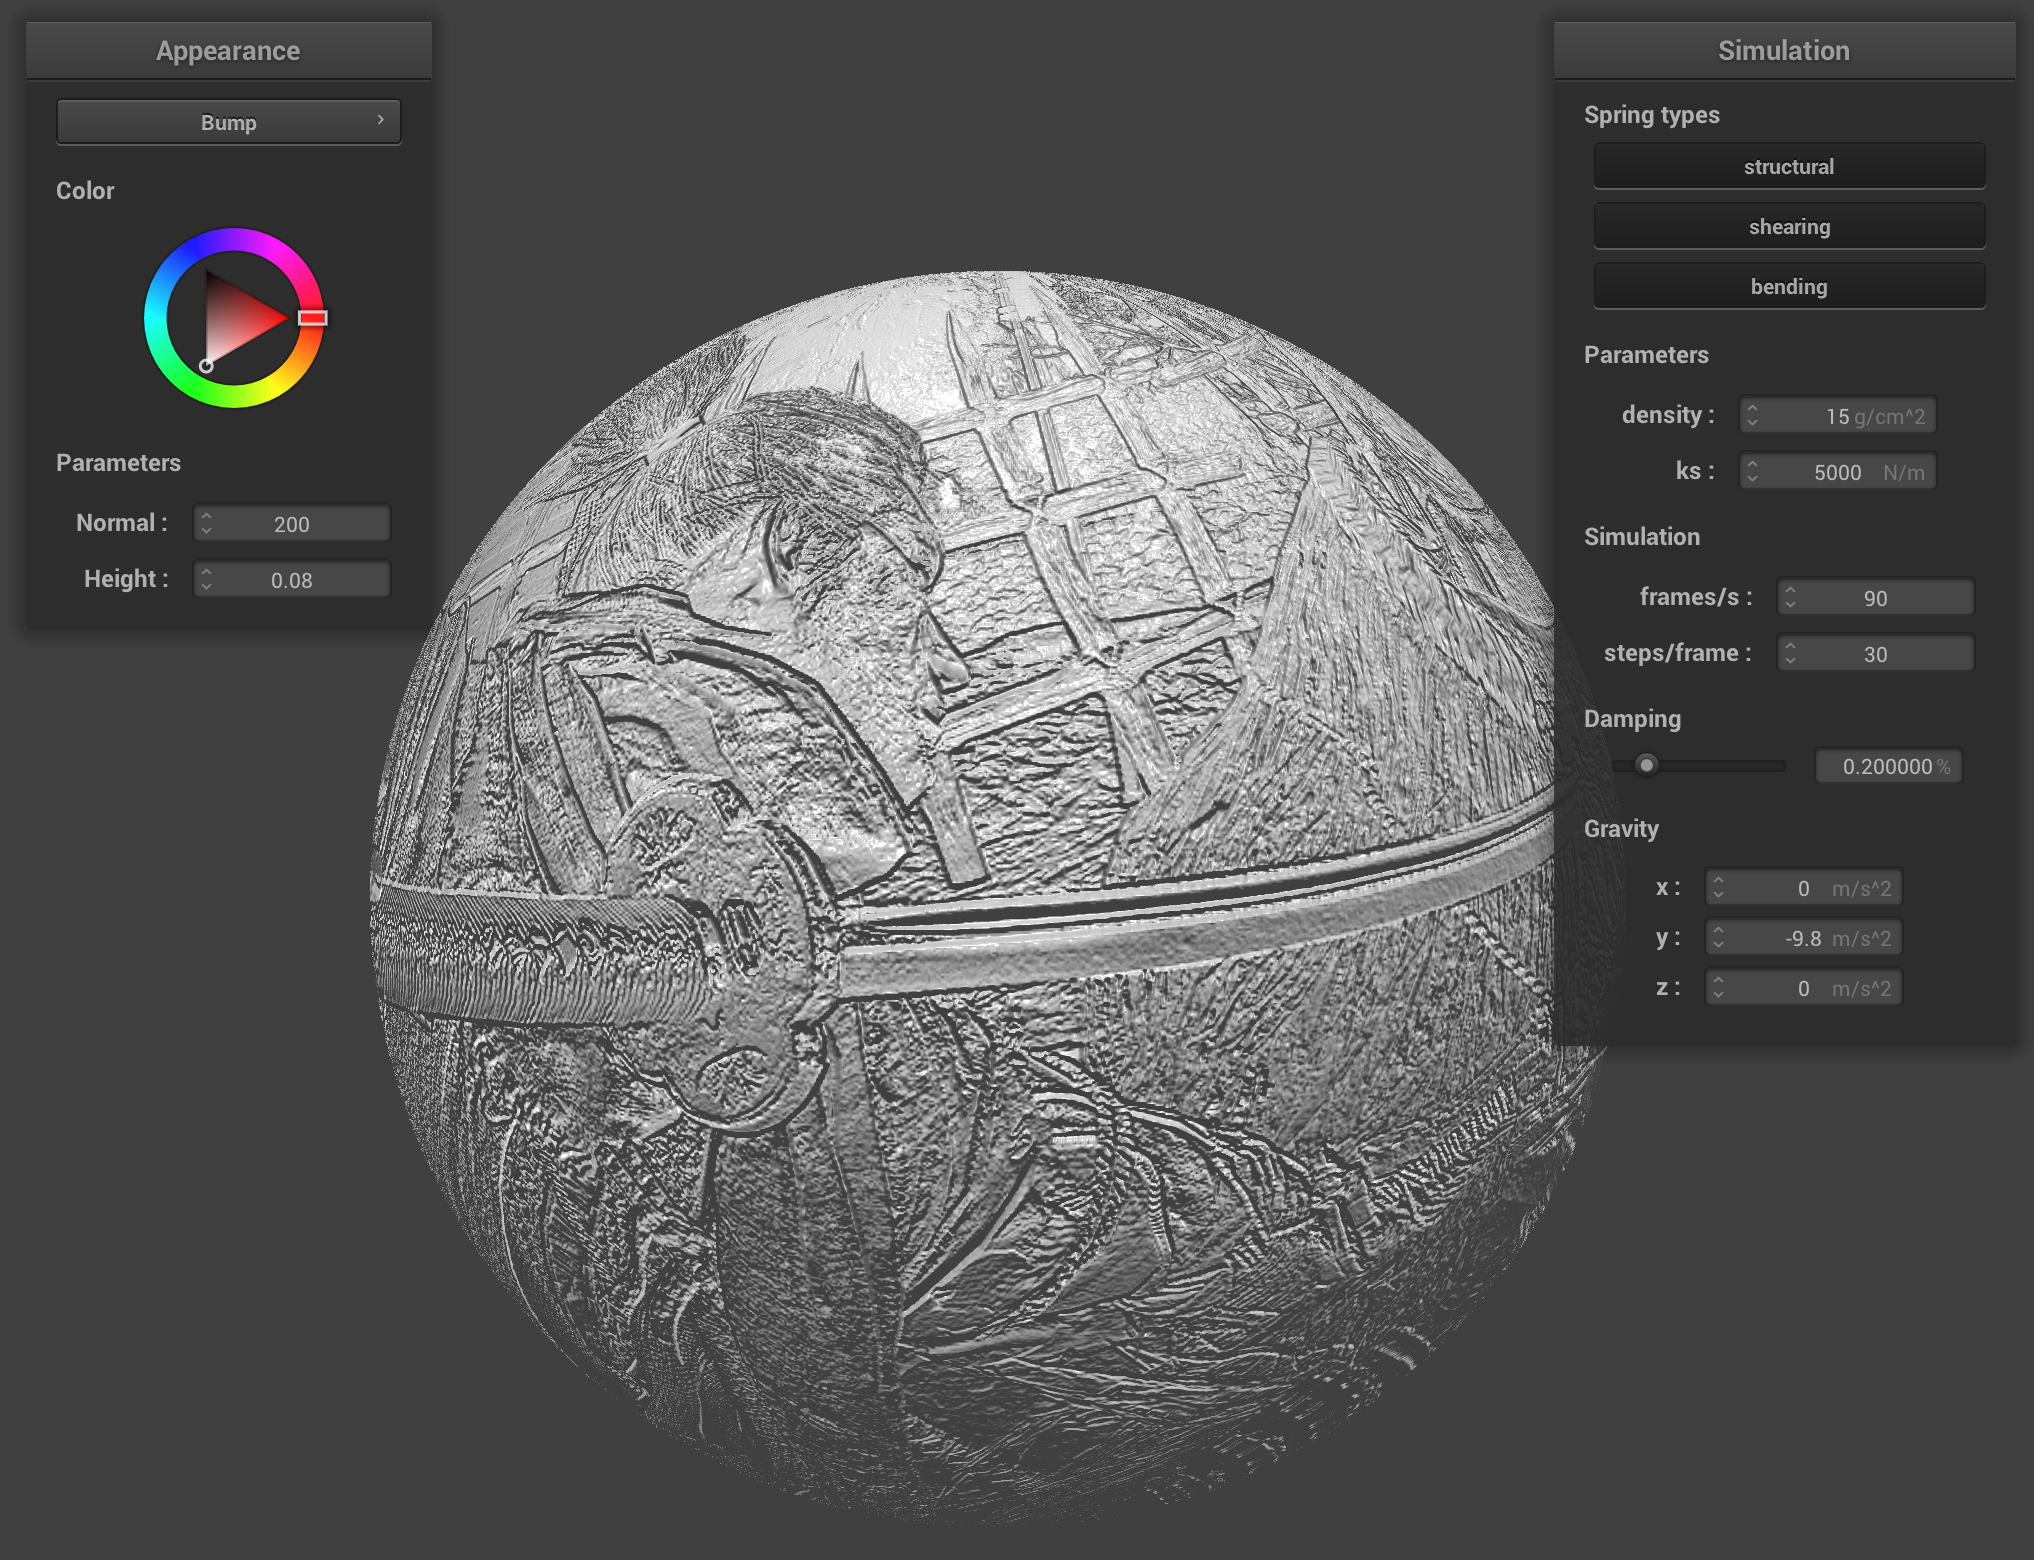 Appearance
Bump
Color
Parameters
Normal : 200
Height : 0.08
Simulation
Spring types
structural
shearing
bending
Parameters
density : 15 g/cm^2
ks : 5000 N/m
Simulation
frames/s : 90
steps/frame : 30
Damping
0.200000 %
Gravity
x : 0 m/s^2
y : -9.8 m/s^2
z : 0 m/s^2